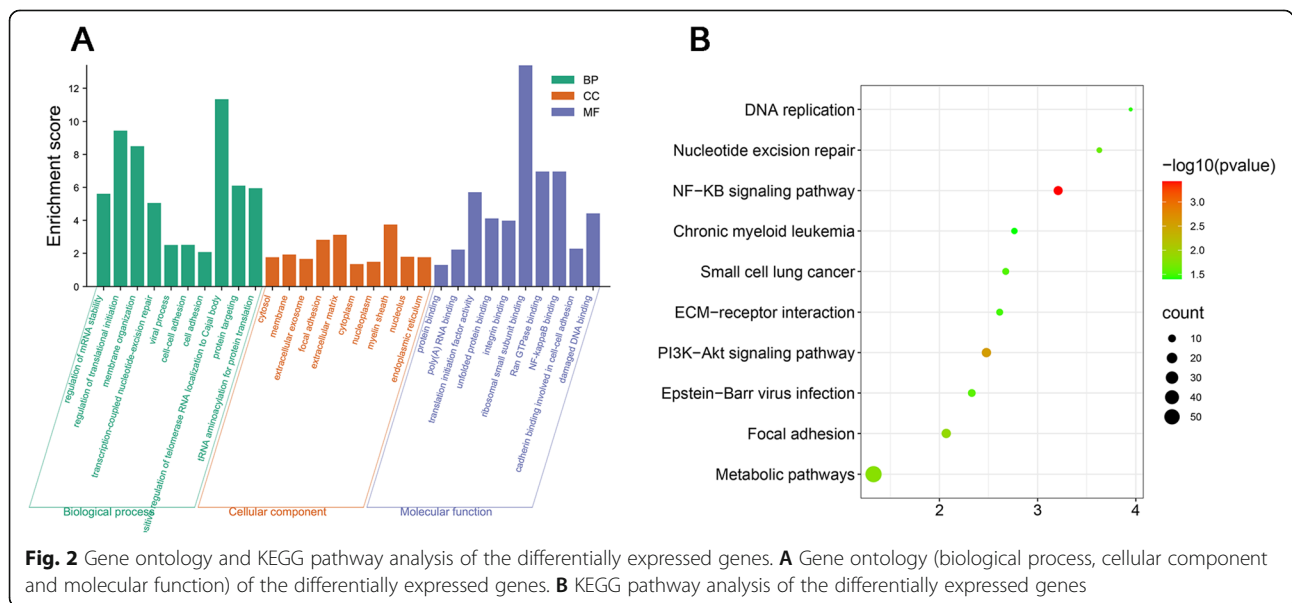 A
B
Enrichment score
12
10
8
6
4
2
0
BP
CC
MF
regulation of mRNA stability
regulation of translational initiation
membrane organization
transcription-coupled nucleotide-excision repair
viral process
cell-cell adhesion
cell adhesion
sitive regulation of telomerase RNA localization to Cajal body
protein targeting
tRNA aminoacylation for protein translation
cytosol
membrane
extracellular exosome
focal adhesion
extracellular matrix
cytoplasm
nucleoplasm
myelin sheath
nucleolus
endoplasmic reticulum
protein binding
poly(A) RNA binding
translation initiation factor activity
unfolded protein binding
integrin binding
ribosomal small subunit binding
Ran GTPase binding
NF-kappaB binding
cadherin binding involved in cell-cell adhesion
damaged DNA binding
Biological process
Cellular component
Molecular function
DNA replication
Nucleotide excision repair
NF−KB signaling pathway
Chronic myeloid leukemia
Small cell lung cancer
ECM−receptor interaction
PI3K−Akt signaling pathway
Epstein−Barr virus infection
Focal adhesion
Metabolic pathways
2
3
4
−log10(pvalue)
3.0
2.5
2.0
1.5
count
10
20
30
40
50
Fig. 2 Gene ontology and KEGG pathway analysis of the differentially expressed genes. A Gene ontology (biological process, cellular component
and molecular function) of the differentially expressed genes. B KEGG pathway analysis of the differentially expressed genes